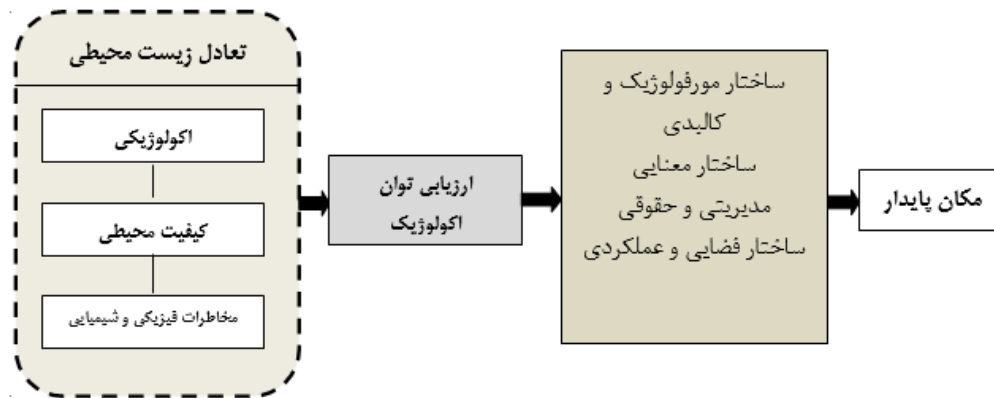 تعادل زیست محیطی
اکولوژیکی
کیفیت محیطی
مخاطرات قیزیکی و شیمیایی
ارزیابی توان
اکولوژیک
ساختار مورفولوژیک و
کالبدی
ساختار معنایی
مدیریتی و حقوقی
ساختار فضایی و عملکردی
مکان پایدار